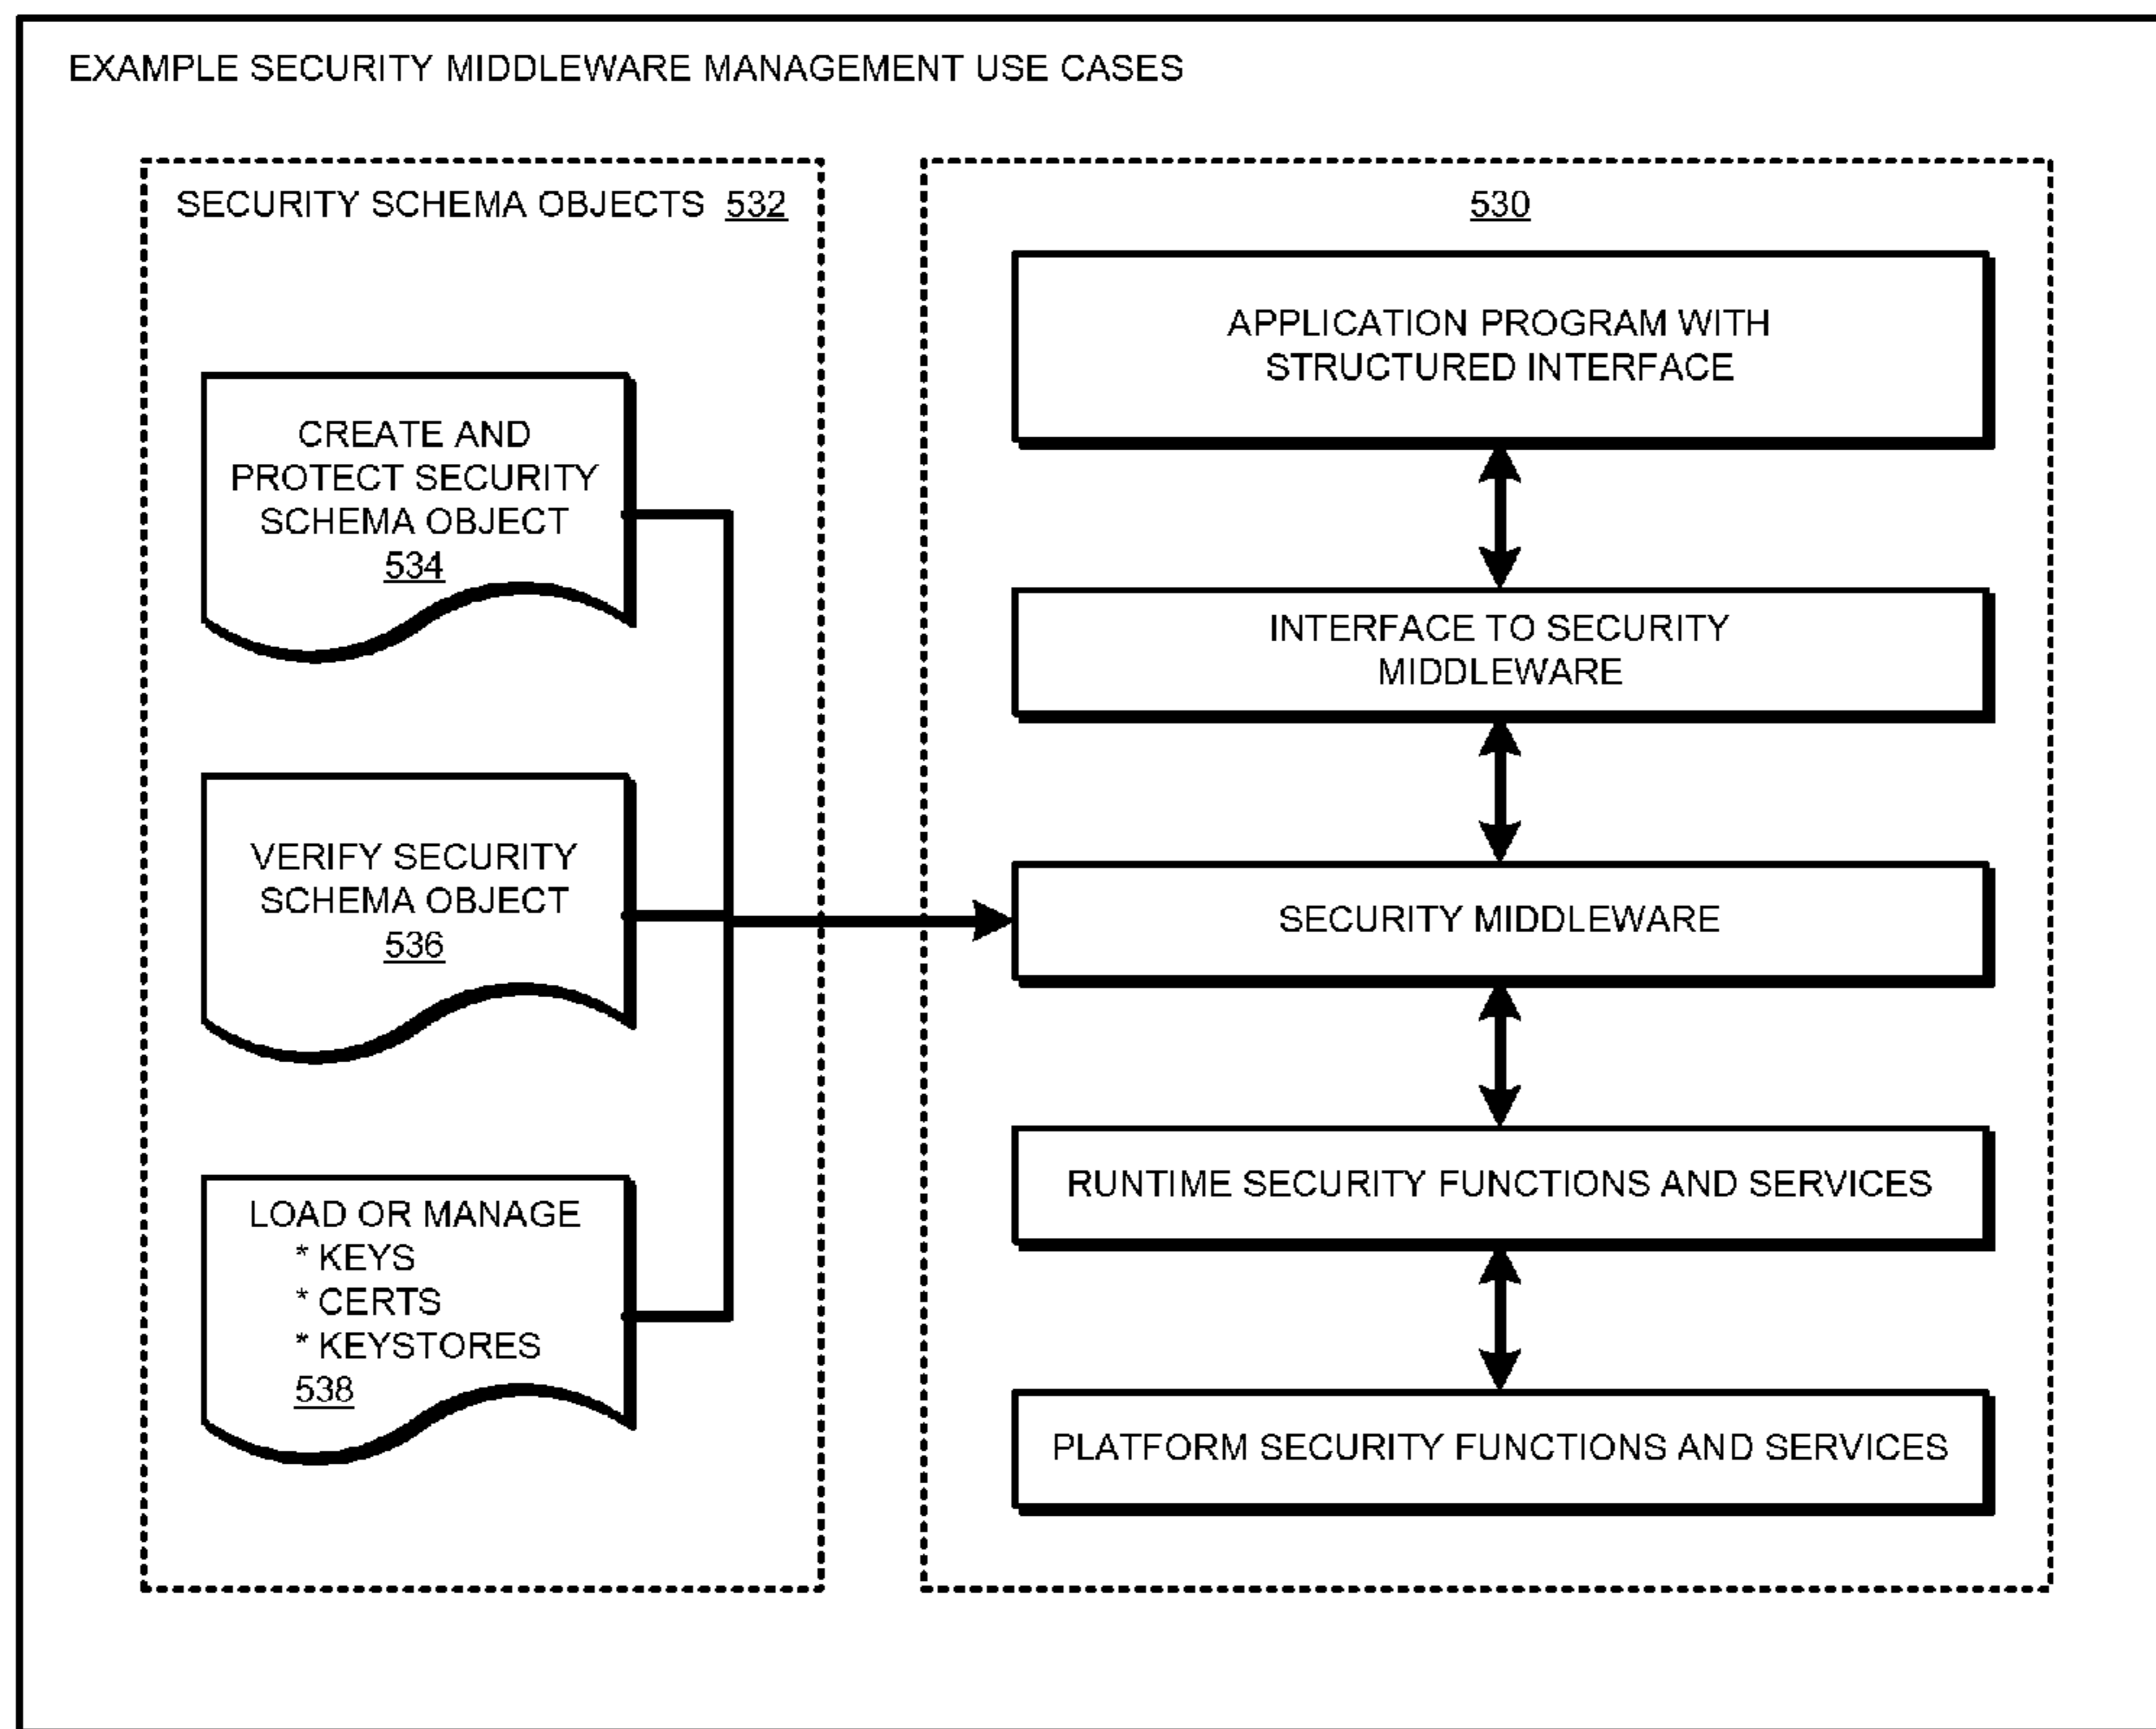 EXAMPLE SECURITY MIDDLEWARE MANAGEMENT USE CASES
SECURITY SCHEMA OBJECTS 532
CREATE AND
PROTECT SECURITY
SCHEMA OBJECT
534
VERIFY SECURITY
SCHEMA OBJECT
536
LOAD OR MANAGE
* KEYS
* CERTS
* KEYSTORES
538
530
APPLICATION PROGRAM WITH
STRUCTURED INTERFACE
INTERFACE TO SECURITY
MIDDLEWARE
SECURITY MIDDLEWARE
RUNTIME SECURITY FUNCTIONS AND SERVICES
PLATFORM SECURITY FUNCTIONS AND SERVICES